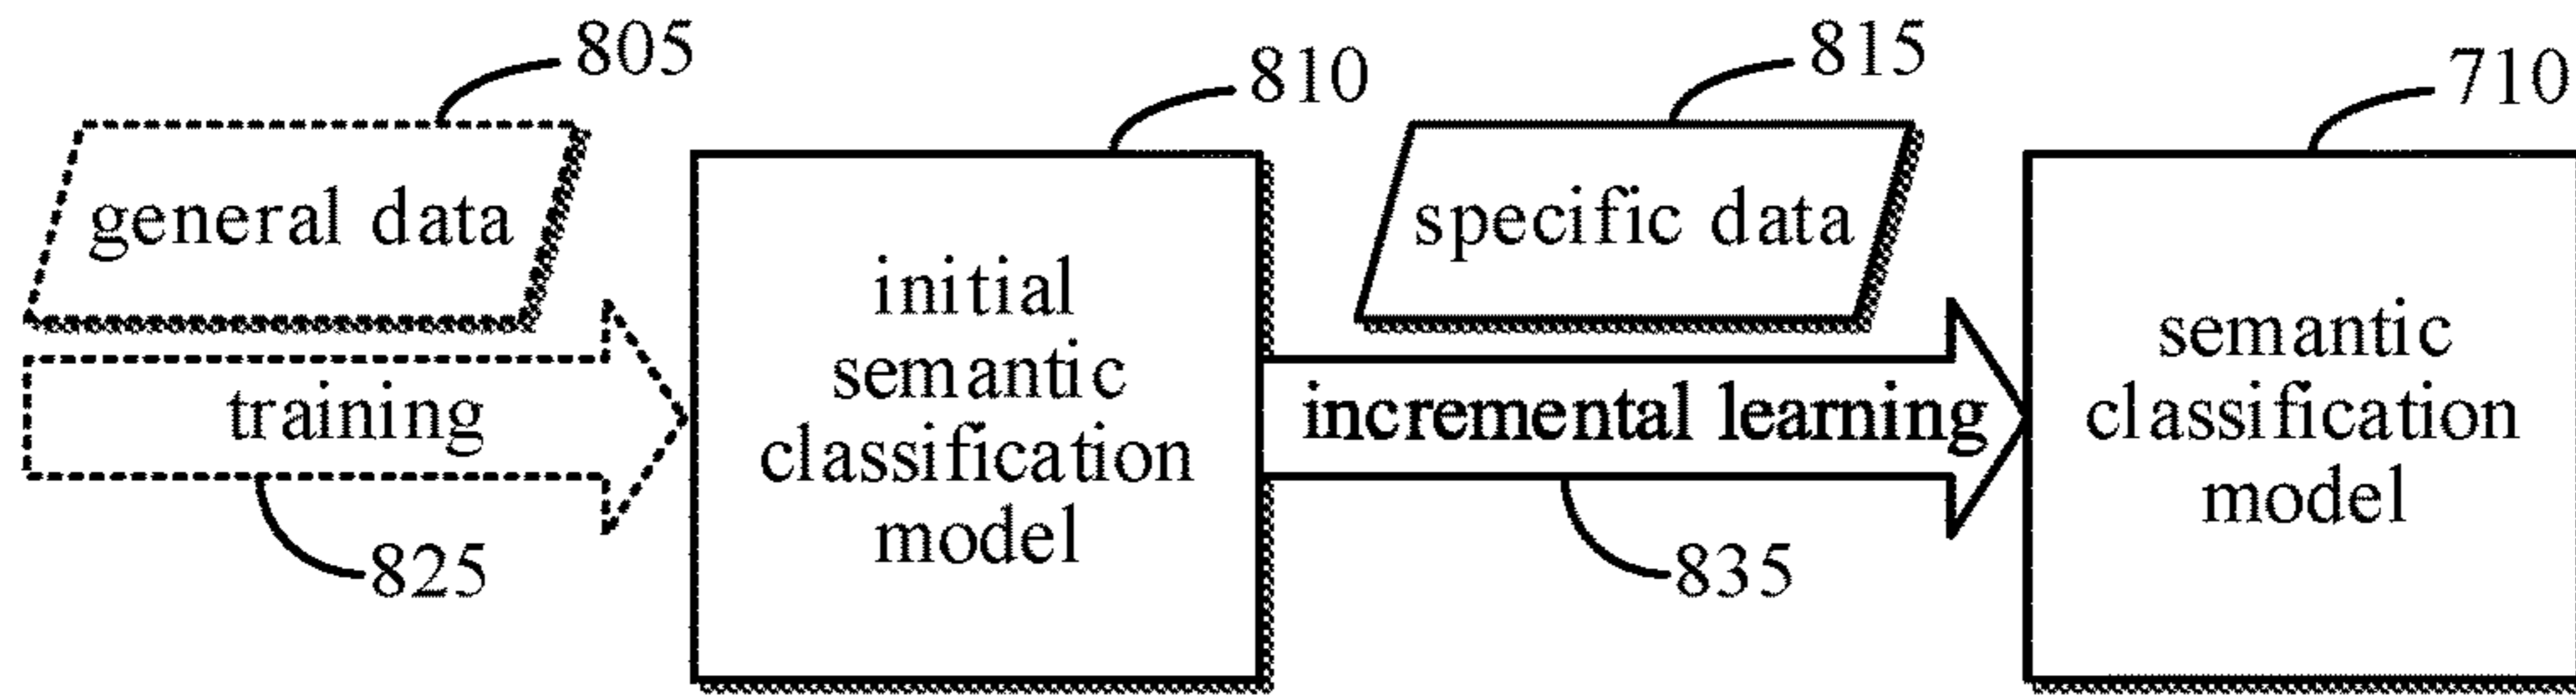 805
810
815
710
general data
specific data
initial
semantic
classification
model
semantic
classification
model
training
incremental learning
825
835